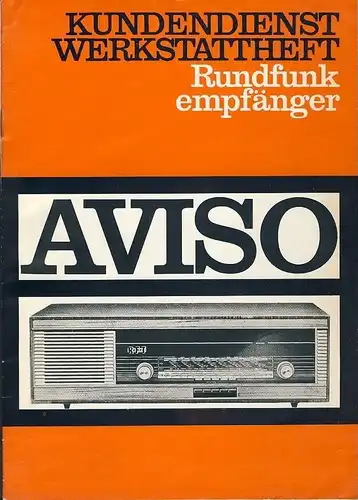 KUNDENDIENST
WERKSTATTHEFT
Rundfunk
empfänger
AVISO